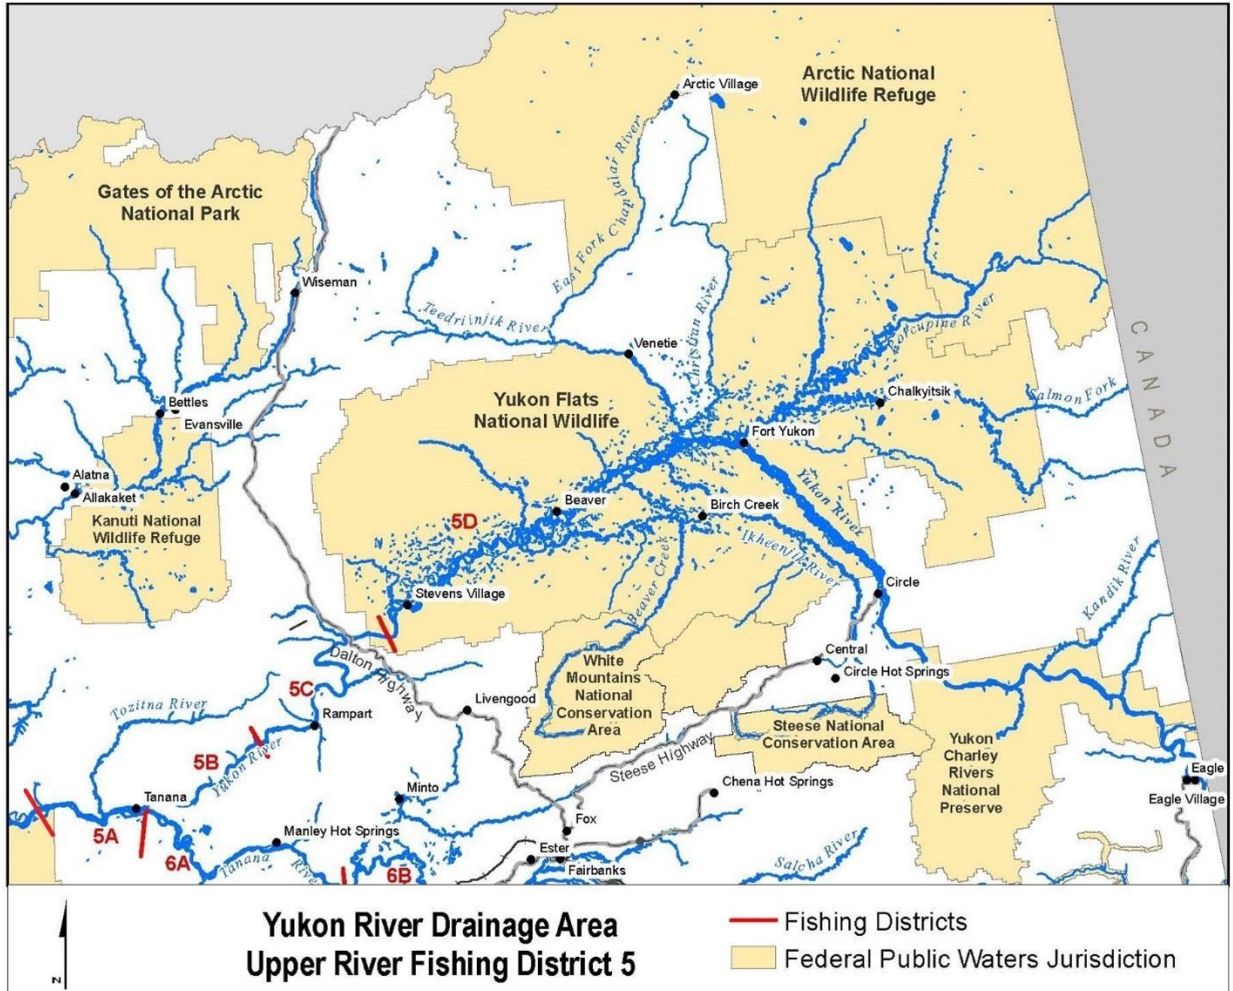 Arctic Village
Arctic National
Wildlife Refuge
Gates of the Arctic
National Park
East Fork Chandalar River
Wiseman
Teedriinjik River
Christian River
Porcupine River
Venetie
CANADA
Yukon Flats
National Wildlife
Chalkyitsik
Salmon Fork
Bettles
Evansville
Fort Yukon
Alatna
Allakaket
Yukon River
Beaver
Birch Creek
Kanuti National
Wildlife Refuge
5D
Ikheenjik River
Beaver Creek
Kandik River
Stevens Village
Circle
Dalton Highway
White
Mountains
National
Conservation
Area
Central
Circle Hot Springs
5C
Tozitna River
Rampart
Livengood
Steese National
Conservation Area
Steese Highway
Yukon
Charley
Rivers
National
Preserve
5B
Yukon River
Eagle
Eagle Village
Tanana
Minto
Chena Hot Springs
5A
Manley Hot Springs
Fox
6A
Tanana River
6B
Ester
Fairbanks
Salcha River
N
Yukon River Drainage Area
Upper River Fishing District 5
Fishing Districts
Federal Public Waters Jurisdiction